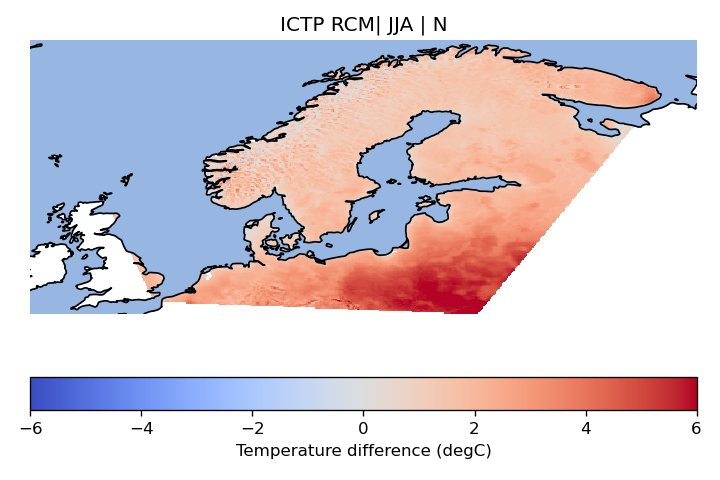 ICTP RCM| JJA | N
−6 −4 −2 0 2 4 6
Temperature difference (degC)